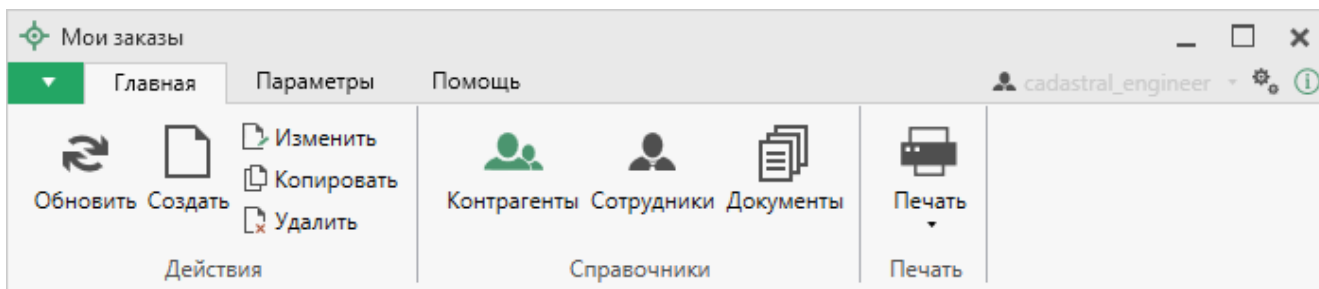 Мои заказы
Главная Параметры Помощь cadastral_engineer
Изменить
Копировать
Обновить Создать Контрагенты Сотрудники Документы Печать
Удалить
Действия Справочники Печать